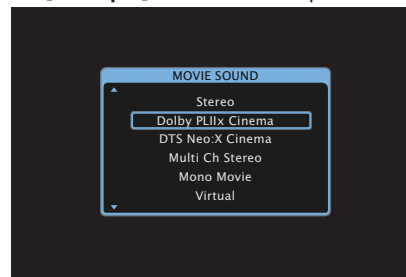 MOVIE SOUND
Stereo
Dolby PLIIx Cinema
DTS Neo:X Cinema
Multi Ch Stereo
Mono Movie
Virtual